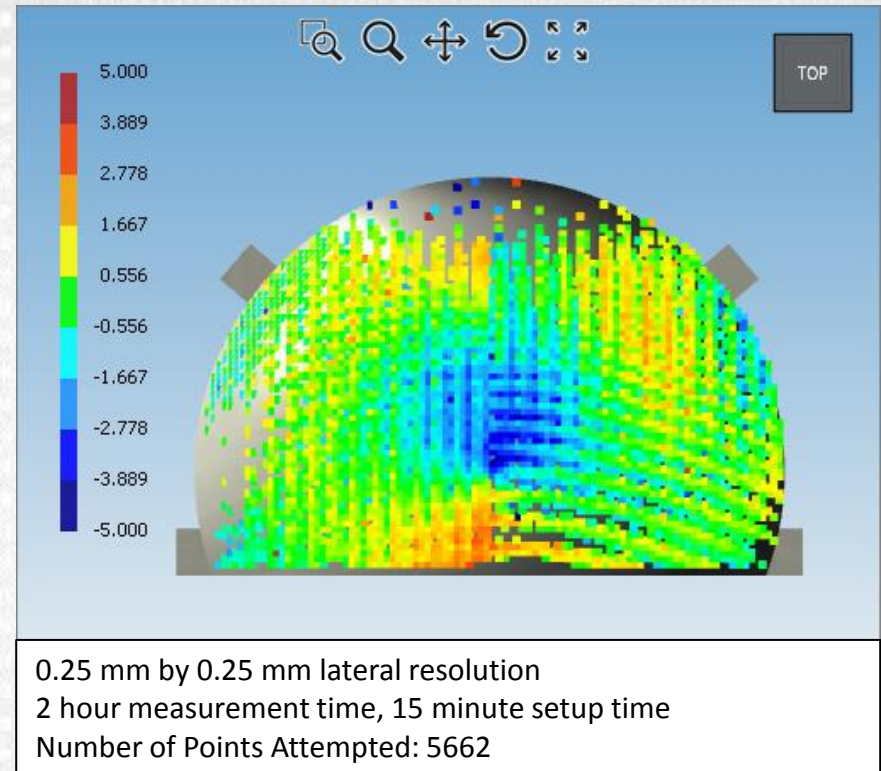 TOP
5.000
3.889
2.778
1.667
0.556
-0.556
-1.667
-2.778
-3.889
-5.000
0.25 mm by 0.25 mm lateral resolution
2 hour measurement time, 15 minute setup time
Number of Points Attempted: 5662